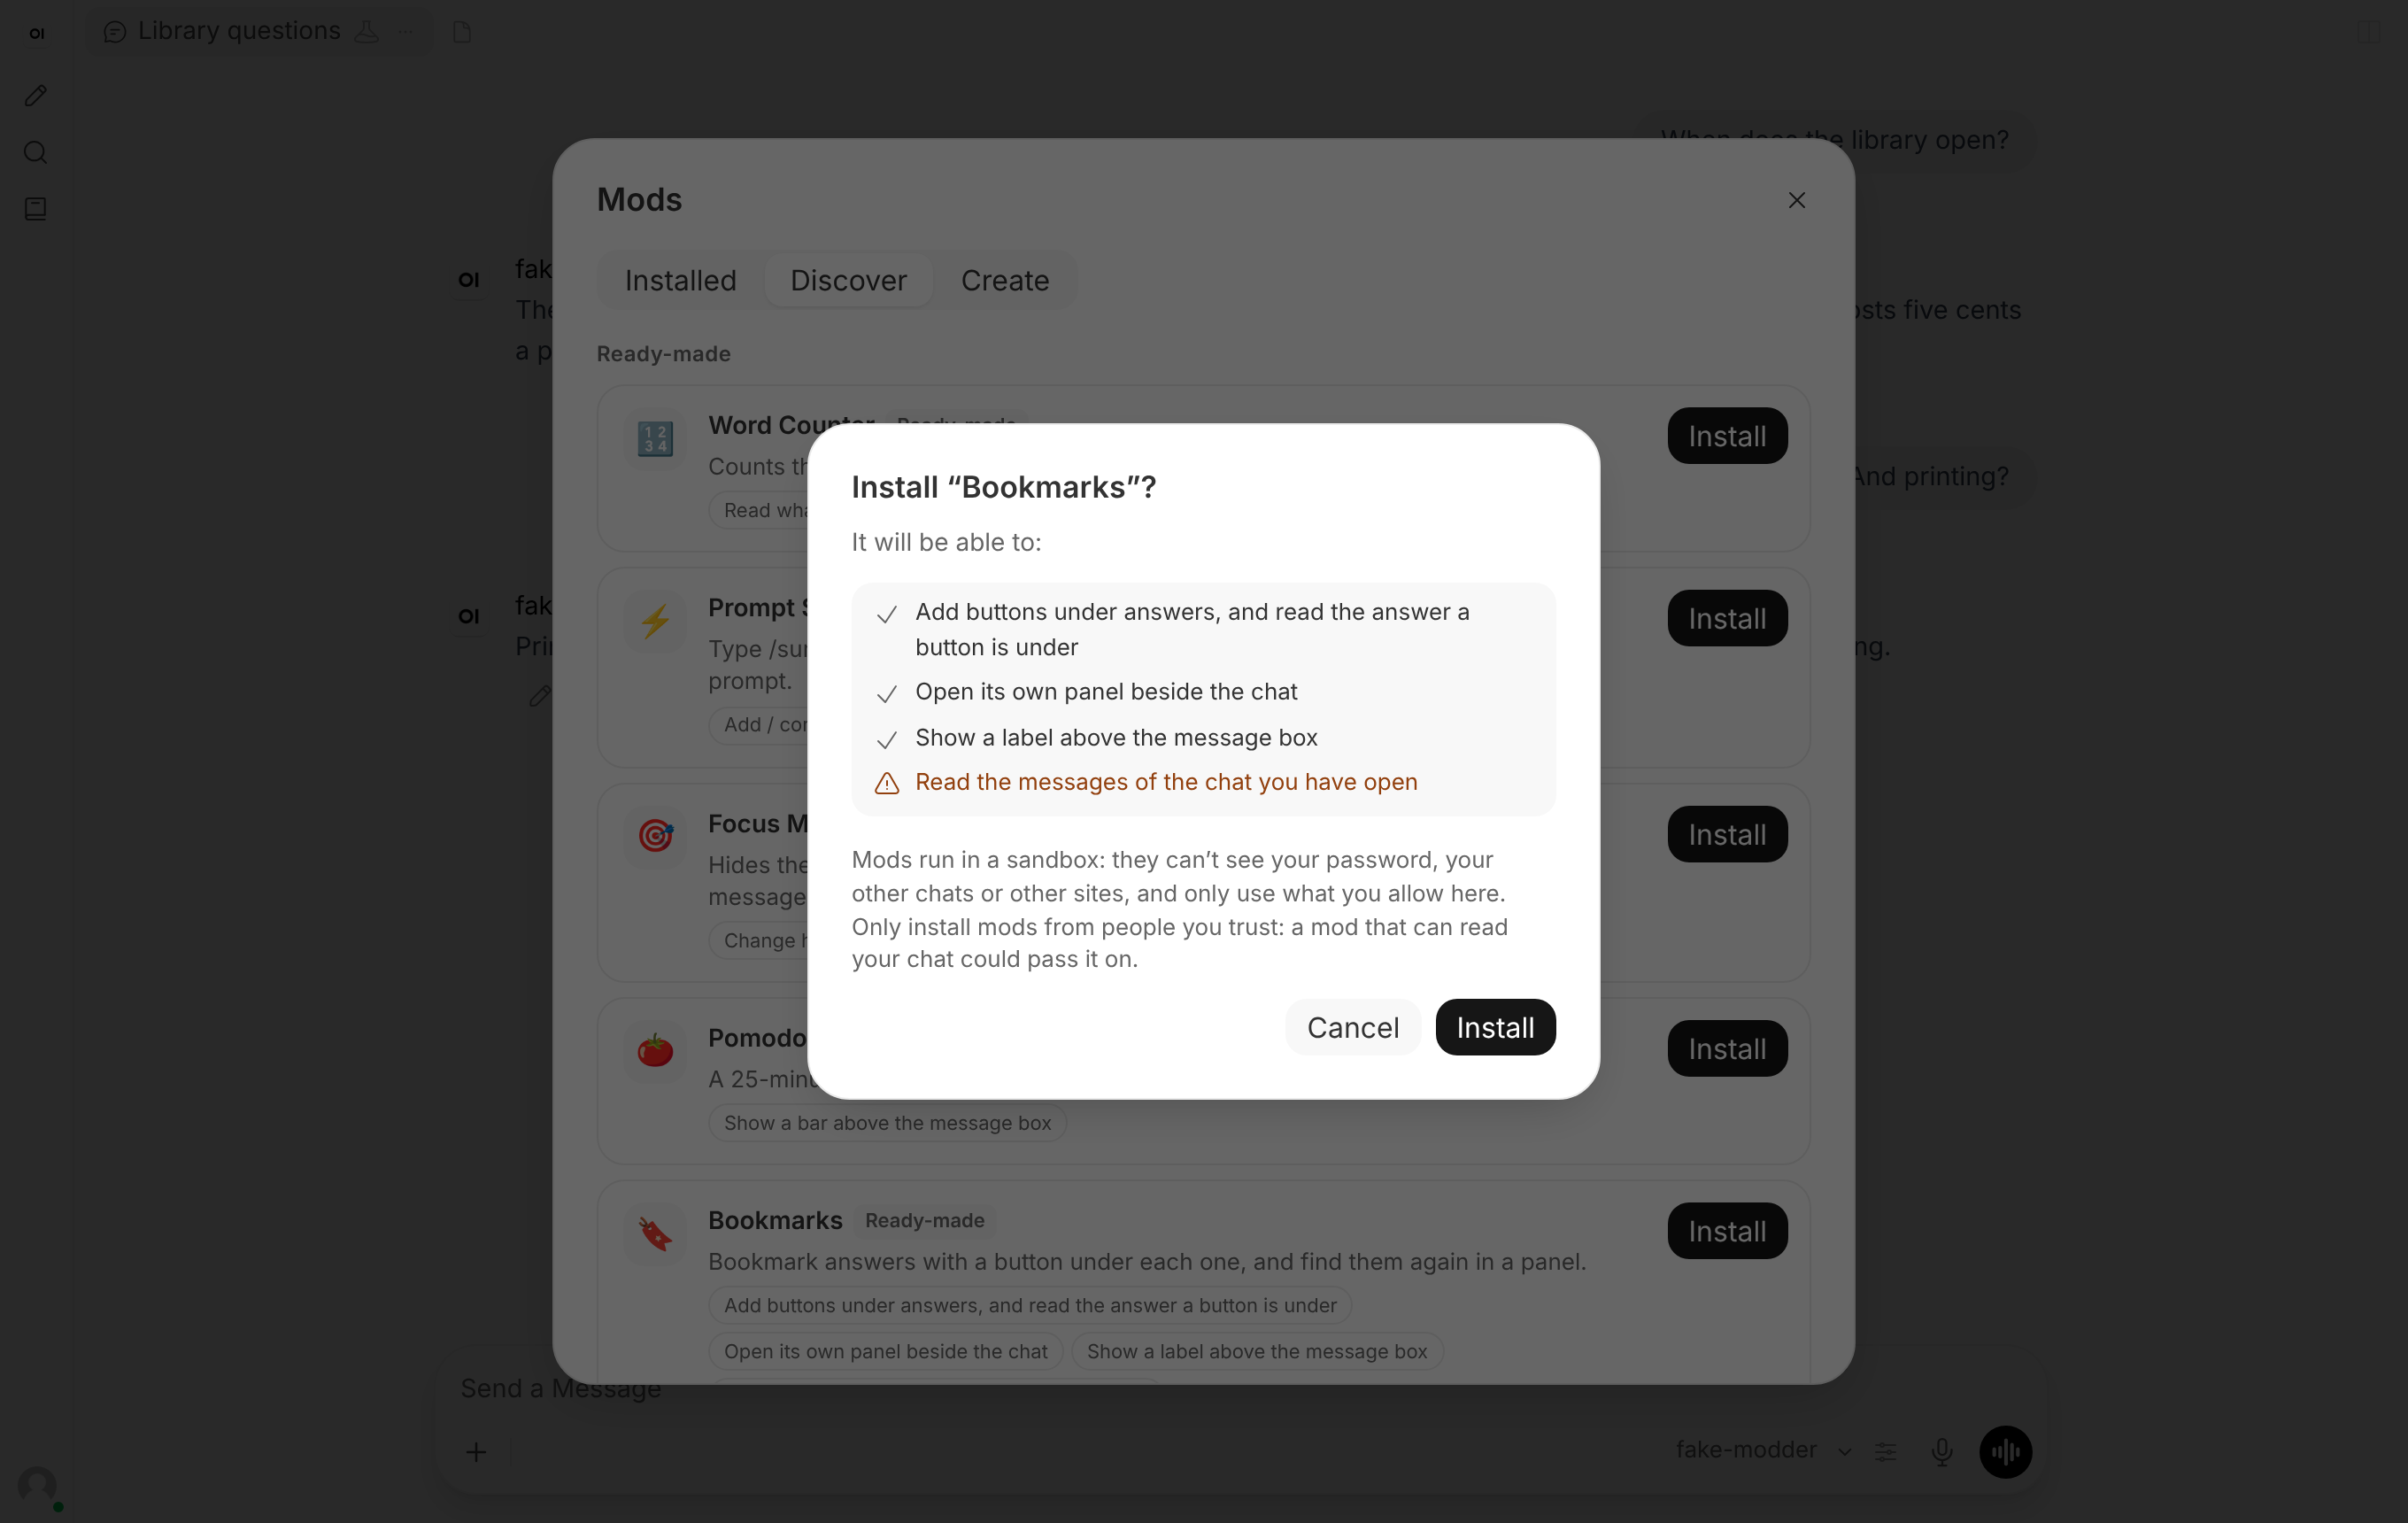 OI
Library questions
When does the library open?
Mods
Installed
Discover
Create
OI
The
osts five cents
a p
Ready-made
Word Counter
Ready-made
Install
Counts th
Read wha
And printing?
Install “Bookmarks”?
It will be able to:
Add buttons under answers, and read the answer a
button is under
Open its own panel beside the chat
Show a label above the message box
Read the messages of the chat you have open
Mods run in a sandbox: they can’t see your password, your
other chats or other sites, and only use what you allow here.
Only install mods from people you trust: a mod that can read
your chat could pass it on.
Cancel
Install
OI
ng.
Prompt
Install
Type /su
prompt.
Add / co
Focus M
Install
Hides the
message
Change
Pomodo
Install
A 25-min
Show a bar above the message box
Bookmarks
Ready-made
Install
Bookmark answers with a button under each one, and find them again in a panel.
Add buttons under answers, and read the answer a button is under
Open its own panel beside the chat
Show a label above the message box
Send a Message
fake-modder